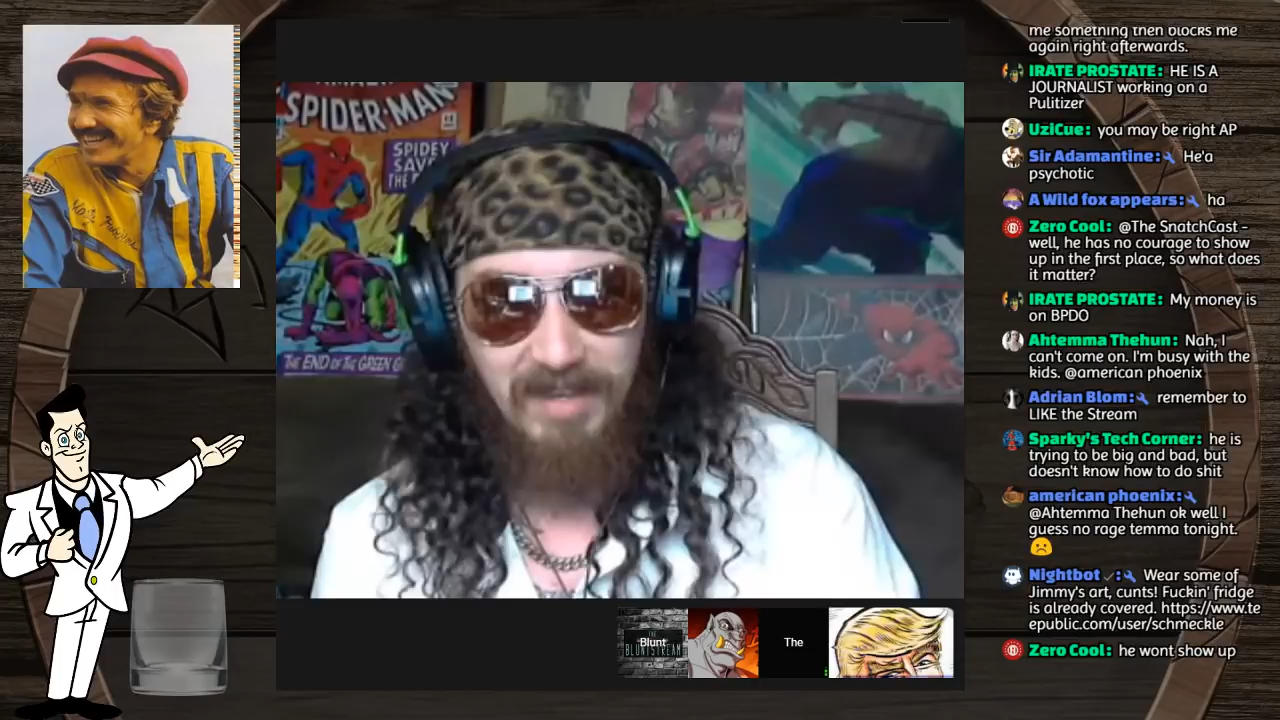 AMAZING
SPIDER-MAN
SPIDEY
SAVES
THE
THE END OF THE GREEN G
me something then blocks me
again right afterwards.
IRATE PROSTATE: HE IS A
JOURNALIST working on a
Pulitizer
UziCue: you may be right AP
Sir Adamantine: He'a
psychotic
A Wild fox appears: ha
Zero Cool: @The SnatchCast -
well, he has no courage to show
up in the first place, so what does
it matter?
IRATE PROSTATE: My money is
on BPDO
Ahtemma Thehun: Nah, I
can't come on. I'm busy with the
kids. @american phoenix
Adrian Blom: remember to
LIKE the Stream
Sparky's Tech Corner: he is
trying to be big and bad, but
doesn't know how to do shit
american phoenix:
@Ahtemma Thehun ok well I
guess no rage temma tonight.
Nightbot ✓: Wear some of
Jimmy's art, cunts! Fuckin' fridge
is already covered. https://www.te
epublic.com/user/schmeckle
Zero Cool: he wont show up
THE
Blunt
BLUNTSTREAM
The